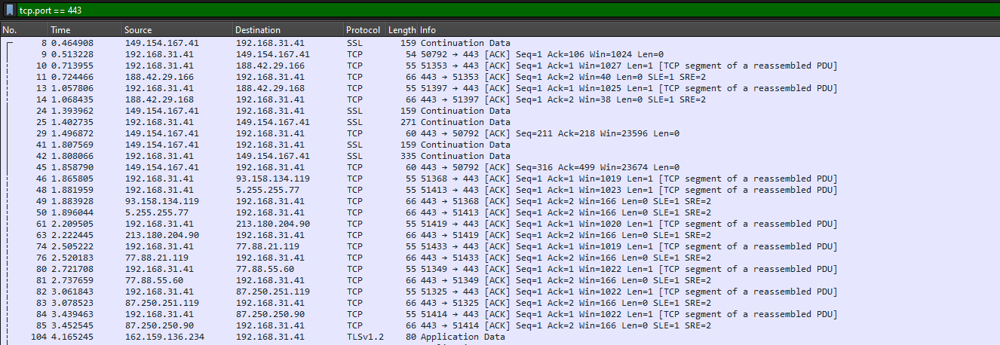 tcp.port == 443
No. Time Source Destination Protocol Length Info
8 0.464908 149.154.167.41 192.168.31.41 SSL 159 Continuation Data
9 0.513228 192.168.31.41 149.154.167.41 TCP 54 50792 → 443 [ACK] Seq=1 Ack=106 Win=1024 Len=0
10 0.713955 192.168.31.41 188.42.29.166 TCP 55 51353 → 443 [ACK] Seq=1 Ack=1 Win=1027 Len=1 [TCP segment of a reassembled PDU]
11 0.724466 188.42.29.166 192.168.31.41 TCP 66 443 → 51353 [ACK] Seq=1 Ack=2 Win=40 Len=0 SLE=1 SRE=2
13 1.057806 192.168.31.41 188.42.29.168 TCP 55 51397 → 443 [ACK] Seq=1 Ack=1 Win=1025 Len=1 [TCP segment of a reassembled PDU]
14 1.068435 188.42.29.168 192.168.31.41 TCP 66 443 → 51397 [ACK] Seq=1 Ack=2 Win=38 Len=0 SLE=1 SRE=2
24 1.393962 149.154.167.41 192.168.31.41 SSL 159 Continuation Data
25 1.402735 192.168.31.41 149.154.167.41 SSL 271 Continuation Data
29 1.496872 149.154.167.41 192.168.31.41 TCP 60 443 → 50792 [ACK] Seq=211 Ack=218 Win=23596 Len=0
41 1.807569 149.154.167.41 192.168.31.41 SSL 159 Continuation Data
42 1.808066 192.168.31.41 149.154.167.41 SSL 335 Continuation Data
45 1.858790 149.154.167.41 192.168.31.41 TCP 60 443 → 50792 [ACK] Seq=316 Ack=499 Win=23674 Len=0
46 1.865805 192.168.31.41 93.158.134.119 TCP 55 51368 → 443 [ACK] Seq=1 Ack=1 Win=1019 Len=1 [TCP segment of a reassembled PDU]
48 1.881959 192.168.31.41 5.255.255.77 TCP 55 51413 → 443 [ACK] Seq=1 Ack=1 Win=1023 Len=1 [TCP segment of a reassembled PDU]
49 1.883928 93.158.134.119 192.168.31.41 TCP 66 443 → 51368 [ACK] Seq=1 Ack=2 Win=166 Len=0 SLE=1 SRE=2
50 1.896044 5.255.255.77 192.168.31.41 TCP 66 443 → 51413 [ACK] Seq=1 Ack=2 Win=166 Len=0 SLE=1 SRE=2
61 2.209505 192.168.31.41 213.180.204.90 TCP 55 51419 → 443 [ACK] Seq=1 Ack=1 Win=1020 Len=1 [TCP segment of a reassembled PDU]
63 2.222445 213.180.204.90 192.168.31.41 TCP 66 443 → 51419 [ACK] Seq=1 Ack=2 Win=166 Len=0 SLE=1 SRE=2
74 2.505222 192.168.31.41 77.88.21.119 TCP 55 51433 → 443 [ACK] Seq=1 Ack=1 Win=1019 Len=1 [TCP segment of a reassembled PDU]
76 2.520183 77.88.21.119 192.168.31.41 TCP 66 443 → 51433 [ACK] Seq=1 Ack=2 Win=166 Len=0 SLE=1 SRE=2
80 2.721708 192.168.31.41 77.88.55.60 TCP 55 51349 → 443 [ACK] Seq=1 Ack=1 Win=1022 Len=1 [TCP segment of a reassembled PDU]
81 2.737659 77.88.55.60 192.168.31.41 TCP 66 443 → 51349 [ACK] Seq=1 Ack=2 Win=166 Len=0 SLE=1 SRE=2
82 3.061843 192.168.31.41 87.250.251.119 TCP 55 51325 → 443 [ACK] Seq=1 Ack=1 Win=1022 Len=1 [TCP segment of a reassembled PDU]
83 3.078523 87.250.251.119 192.168.31.41 TCP 66 443 → 51325 [ACK] Seq=1 Ack=2 Win=166 Len=0 SLE=1 SRE=2
84 3.439463 192.168.31.41 87.250.250.90 TCP 55 51414 → 443 [ACK] Seq=1 Ack=1 Win=1022 Len=1 [TCP segment of a reassembled PDU]
85 3.452545 87.250.250.90 192.168.31.41 TCP 66 443 → 51414 [ACK] Seq=1 Ack=2 Win=166 Len=0 SLE=1 SRE=2
104 4.165245 162.159.136.234 192.168.31.41 TLSv1.2 80 Application Data